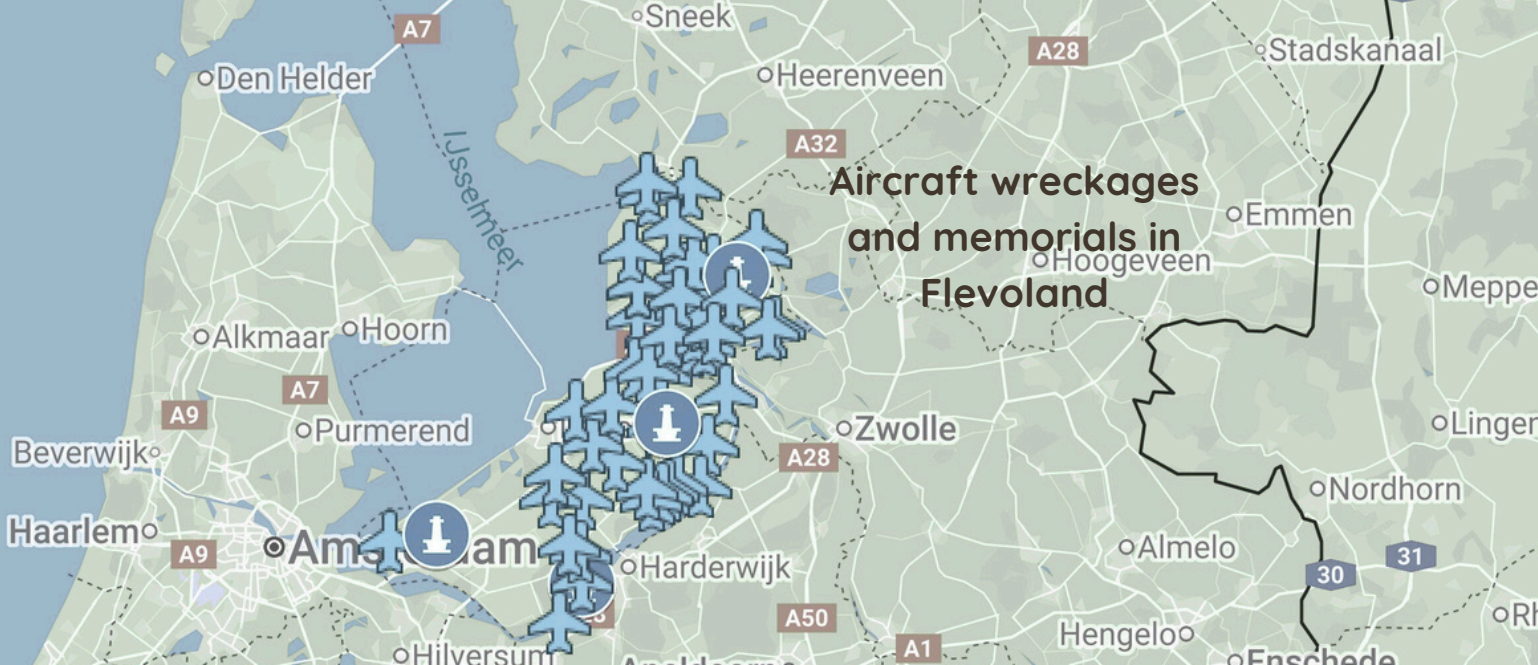 Sneek
A7
Stadskanaal
A28
Den Helder
Heerenveen
A32
IJsselmeer
Aircraft wreckages
and memorials in
Flevoland
Emmen
Hoogeveen
Meppe
Alkmaar
Hoorn
A7
A9
Purmerend
Zwolle
Linger
Beverwijk
A28
Nordhorn
Haarlem
A9
Almelo
31
30
Harderwijk
A50
Hengelo
A1
Hilversum
Enschede